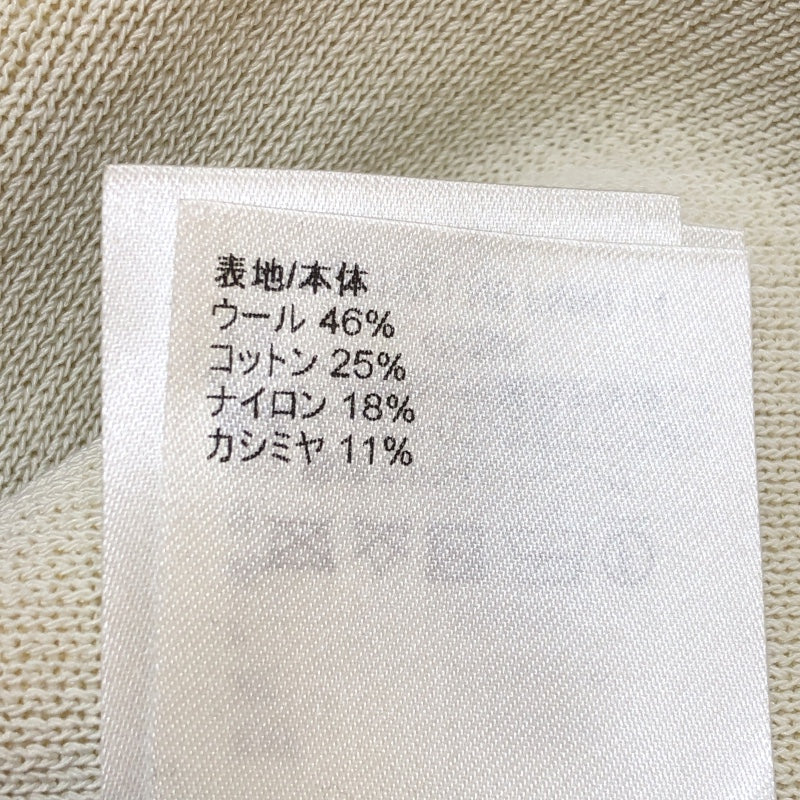 表地/本体
ウール 46%
コットン 25%
ナイロン 18%
カシミヤ 11%